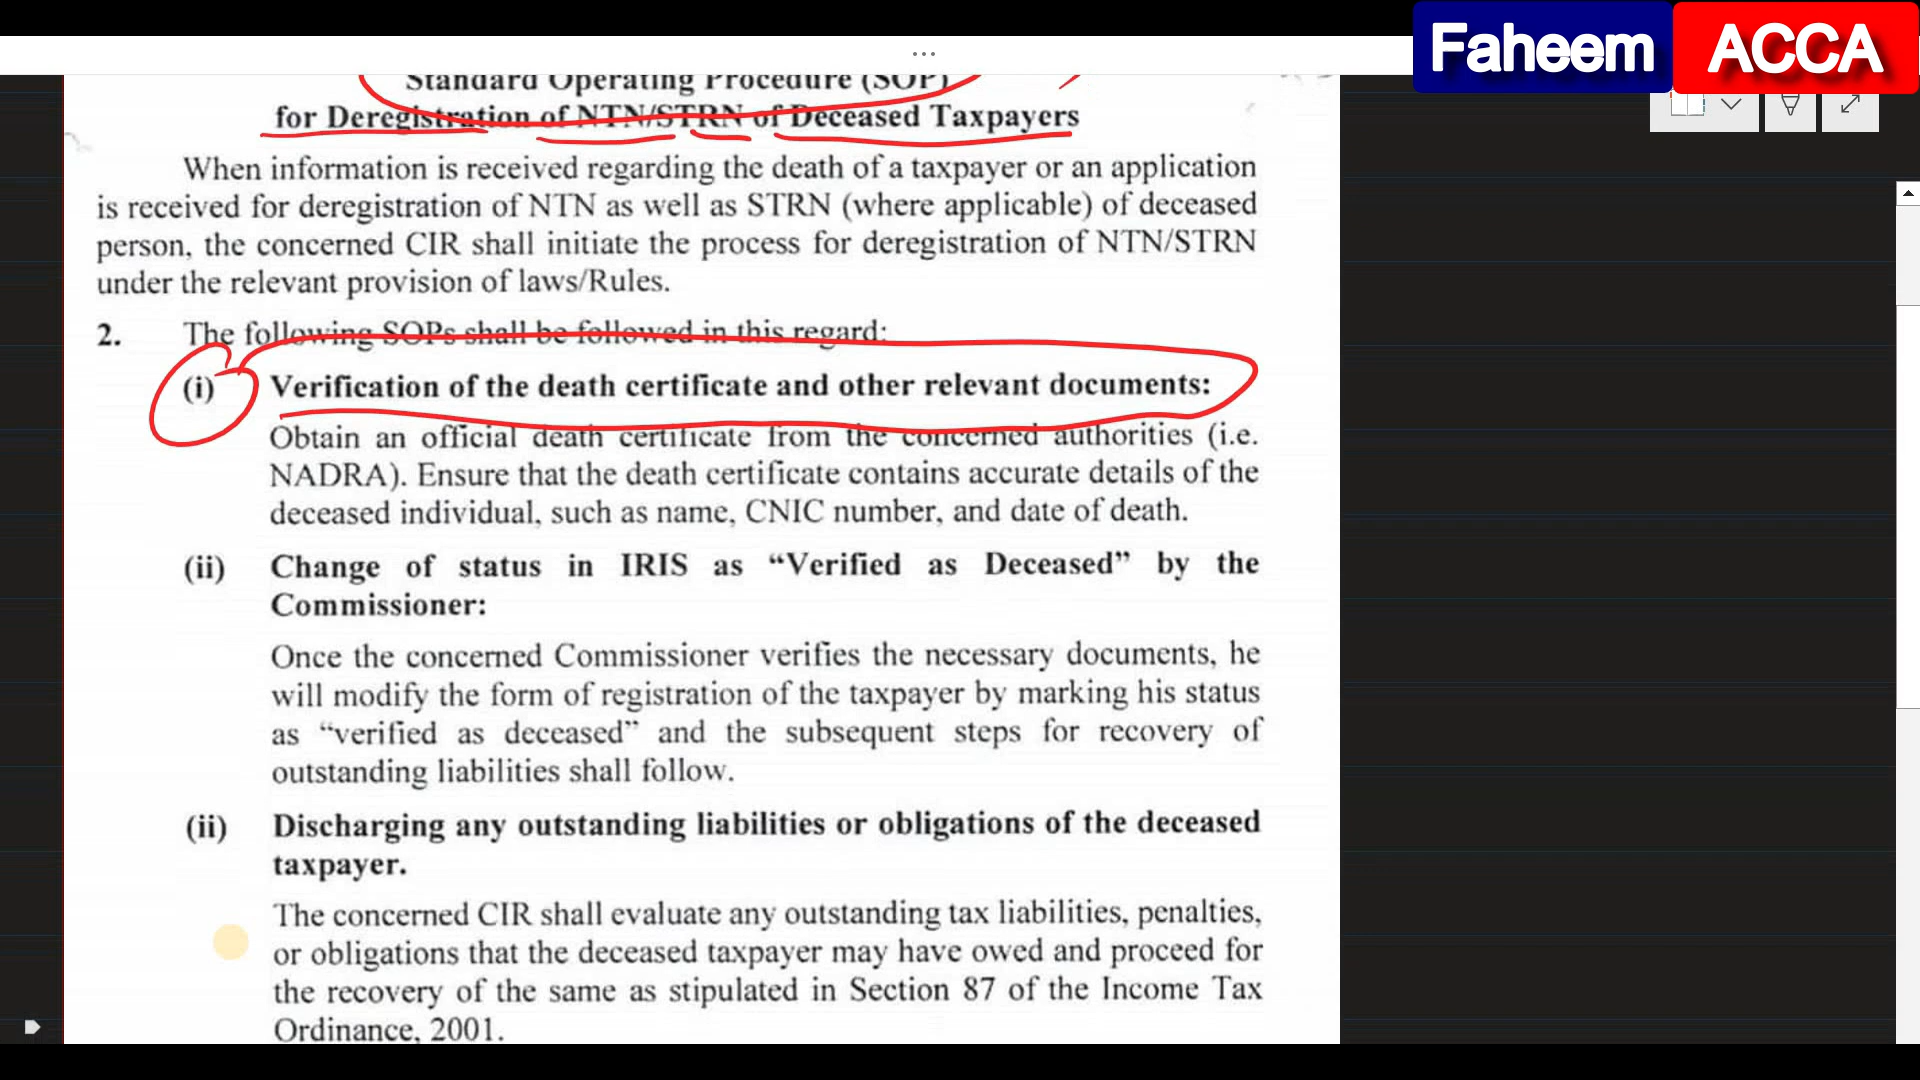 Faheem ACCA
Standard Operating Procedure (SOP)
for Deregistration of NTN/STRN of Deceased Taxpayers
When information is received regarding the death of a taxpayer or an application
is received for deregistration of NTN as well as STRN (where applicable) of deceased
person, the concerned CIR shall initiate the process for deregistration of NTN/STRN
under the relevant provision of laws/Rules.
2. The following SOPs shall be followed in this regard:
(i) Verification of the death certificate and other relevant documents:
Obtain an official death certificate from the concerned authorities (i.e.
NADRA). Ensure that the death certificate contains accurate details of the
deceased individual, such as name, CNIC number, and date of death.
(ii) Change of status in IRIS as “Verified as Deceased” by the
Commissioner:
Once the concerned Commissioner verifies the necessary documents, he
will modify the form of registration of the taxpayer by marking his status
as “verified as deceased” and the subsequent steps for recovery of
outstanding liabilities shall follow.
(ii) Discharging any outstanding liabilities or obligations of the deceased
taxpayer.
The concerned CIR shall evaluate any outstanding tax liabilities, penalties,
or obligations that the deceased taxpayer may have owed and proceed for
the recovery of the same as stipulated in Section 87 of the Income Tax
Ordinance, 2001.